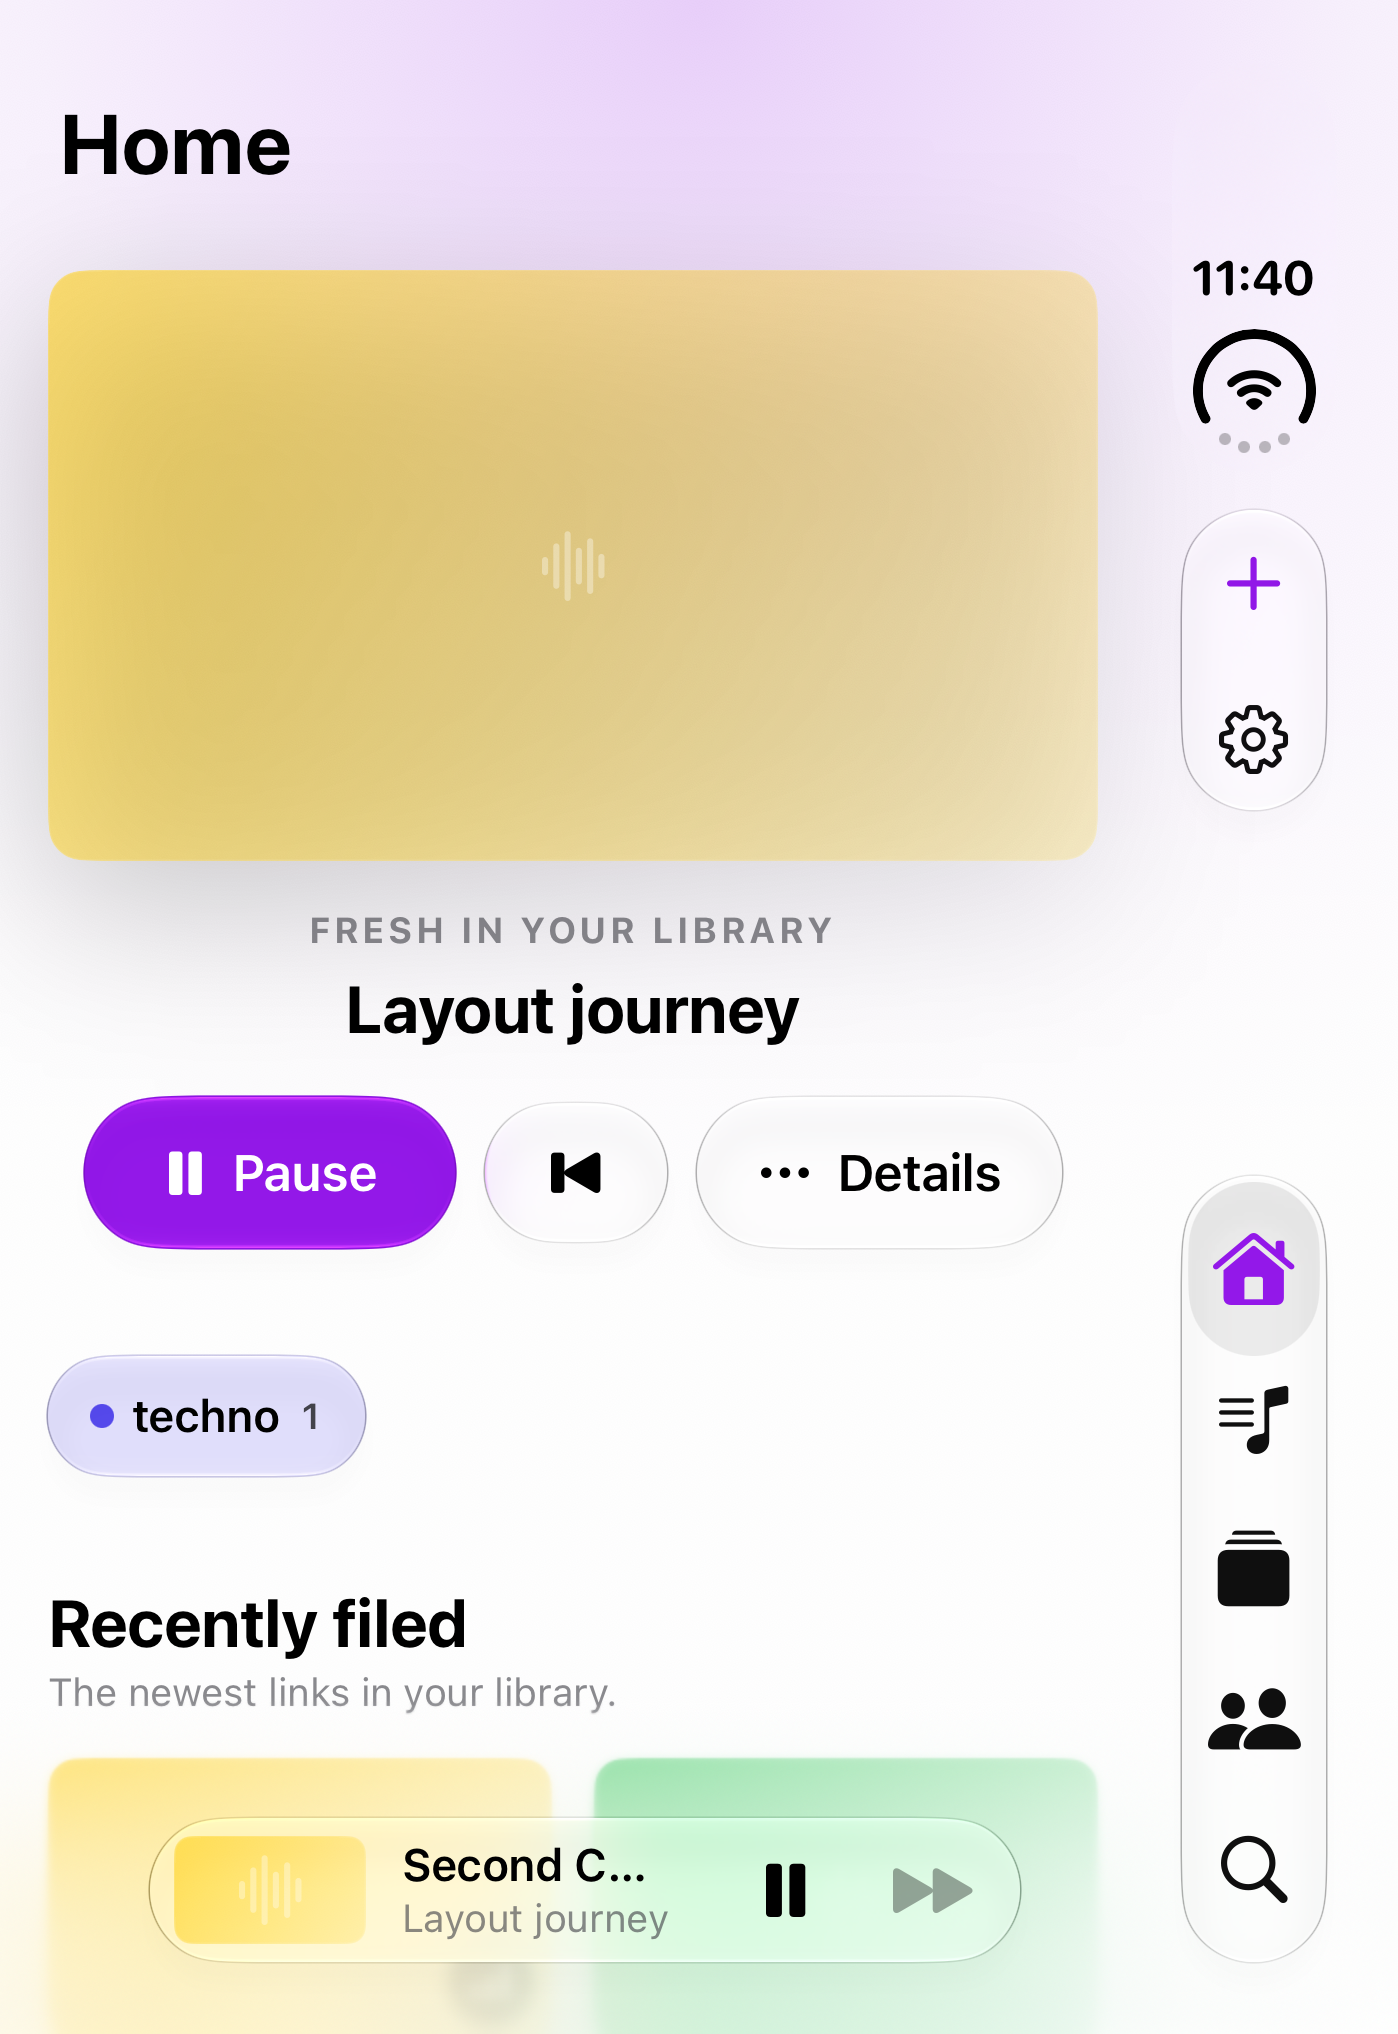 Home
11:40
FRESH IN YOUR LIBRARY
Layout journey
Pause
Details
techno 1
Recently filed
The newest links in your library.
Second C...
Layout journey